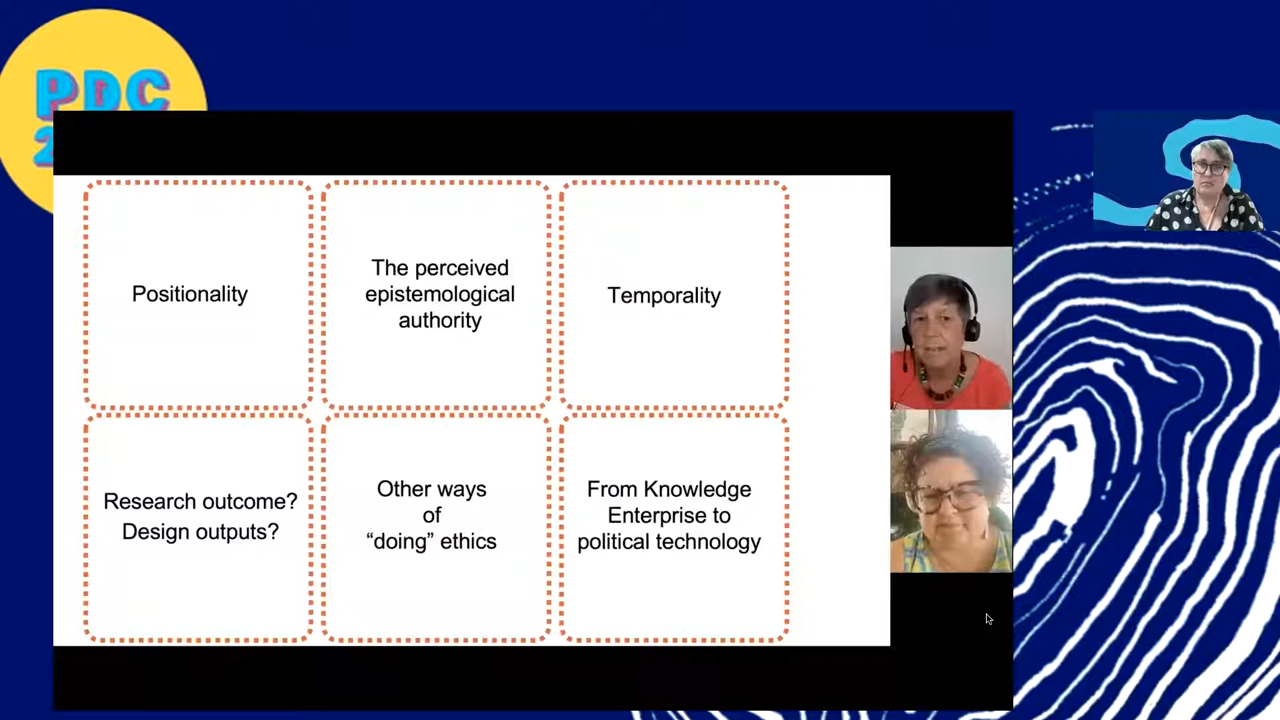 PDC
2
Positionality
The perceived
epistemological
authority
Temporality
Research outcome?
Design outputs?
Other ways
of
“doing” ethics
From Knowledge
Enterprise to
political technology